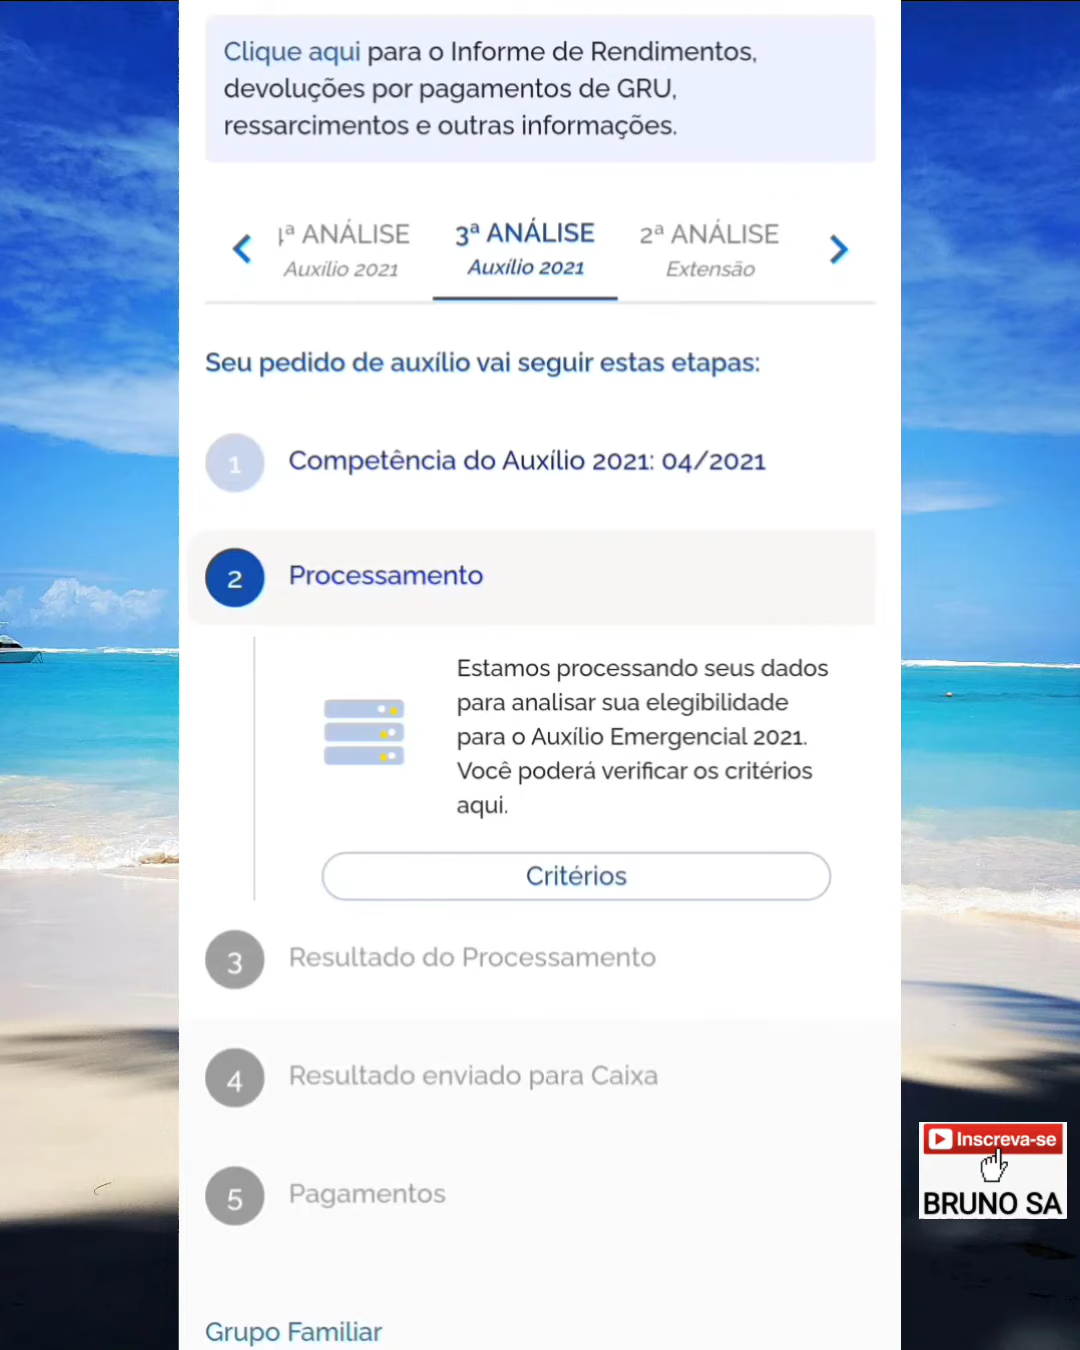 Clique aqui para o Informe de Rendimentos,
devoluções por pagamentos de GRU,
ressarcimentos e outras informações.
ª ANÁLISE
Auxílio 2021
3ª ANÁLISE
Auxílio 2021
2ª ANÁLISE
Extensão
Seu pedido de auxílio vai seguir estas etapas:
1
Competência do Auxílio 2021: 04/2021
2
Processamento
Estamos processando seus dados
para analisar sua elegibilidade
para o Auxílio Emergencial 2021.
Você poderá verificar os critérios
aqui.
Critérios
3
Resultado do Processamento
4
Resultado enviado para Caixa
5
Pagamentos
Inscreva-se
BRUNO SA
Grupo Familiar